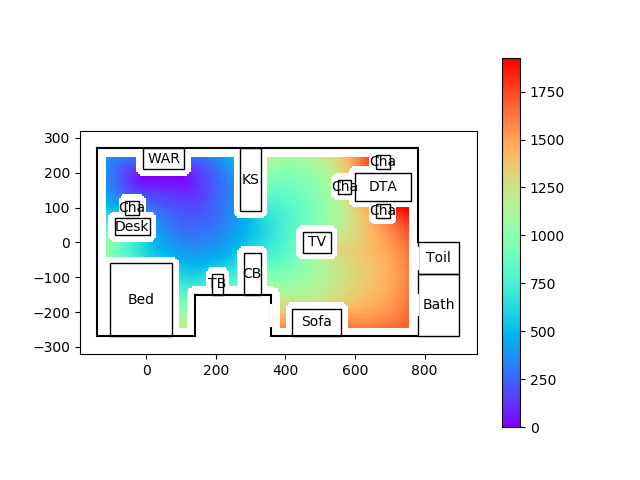 300
200
100
0
−100
−200
−300
0
200
400
600
800
WAR
KS
Cha
Cha
DTA
Cha
Cha
Desk
TV
Toil
CB
TB
Bed
Bath
Sofa
1750
1500
1250
1000
750
500
250
0